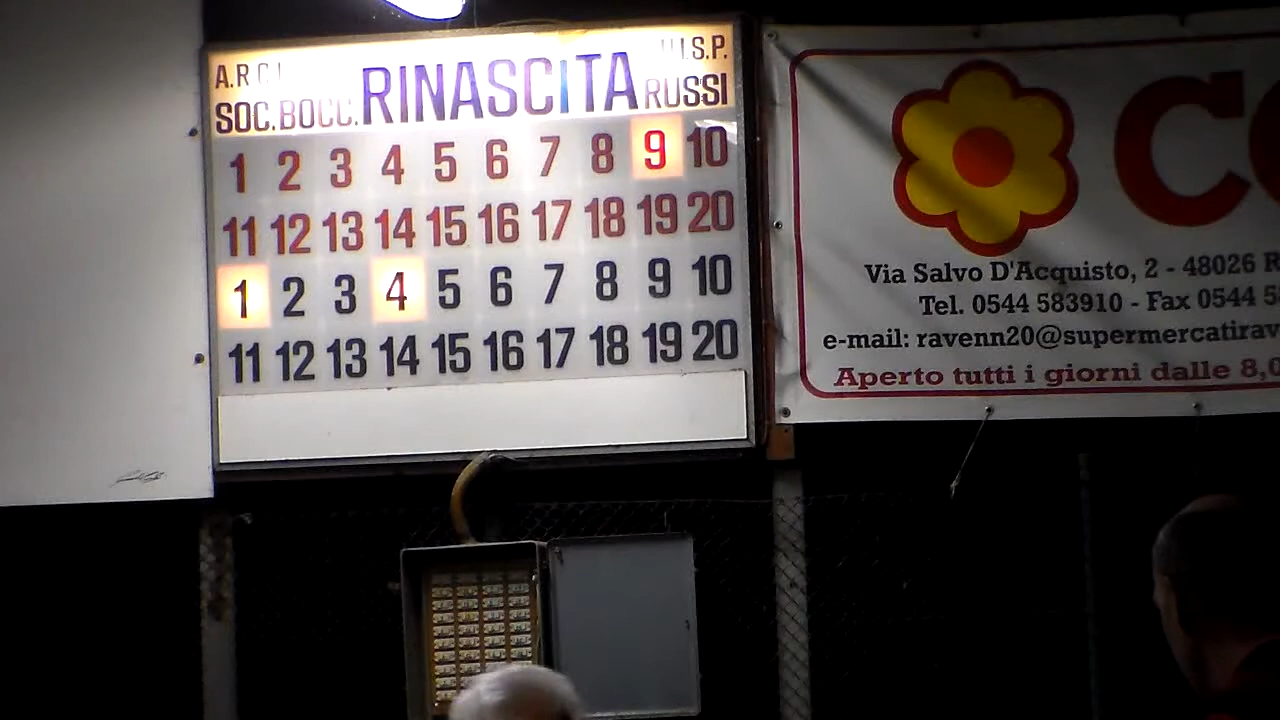 A.R.C.I. U.I.S.P.
SOC. BOCC. RINASCITA RUSSI
1 2 3 4 5 6 7 8 9 10
11 12 13 14 15 16 17 18 19 20
1 2 3 4 5 6 7 8 9 10
11 12 13 14 15 16 17 18 19 20
Via Salvo D'Acquisto, 2 - 48026
Tel. 0544 583910 - Fax 0544
e-mail: ravenn20@supermercatirav
Aperto tutti i giorni dalle 8,0